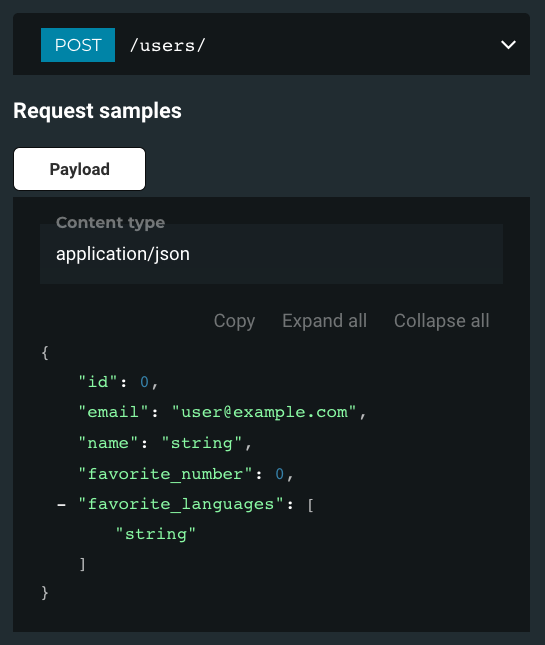 POST /users/
Request samples
Payload
Content type
application/json
Copy Expand all Collapse all
{
"id": 0,
"email": "user@example.com",
"name": "string",
"favorite_number": 0,
- "favorite_languages": [
"string"
]
}